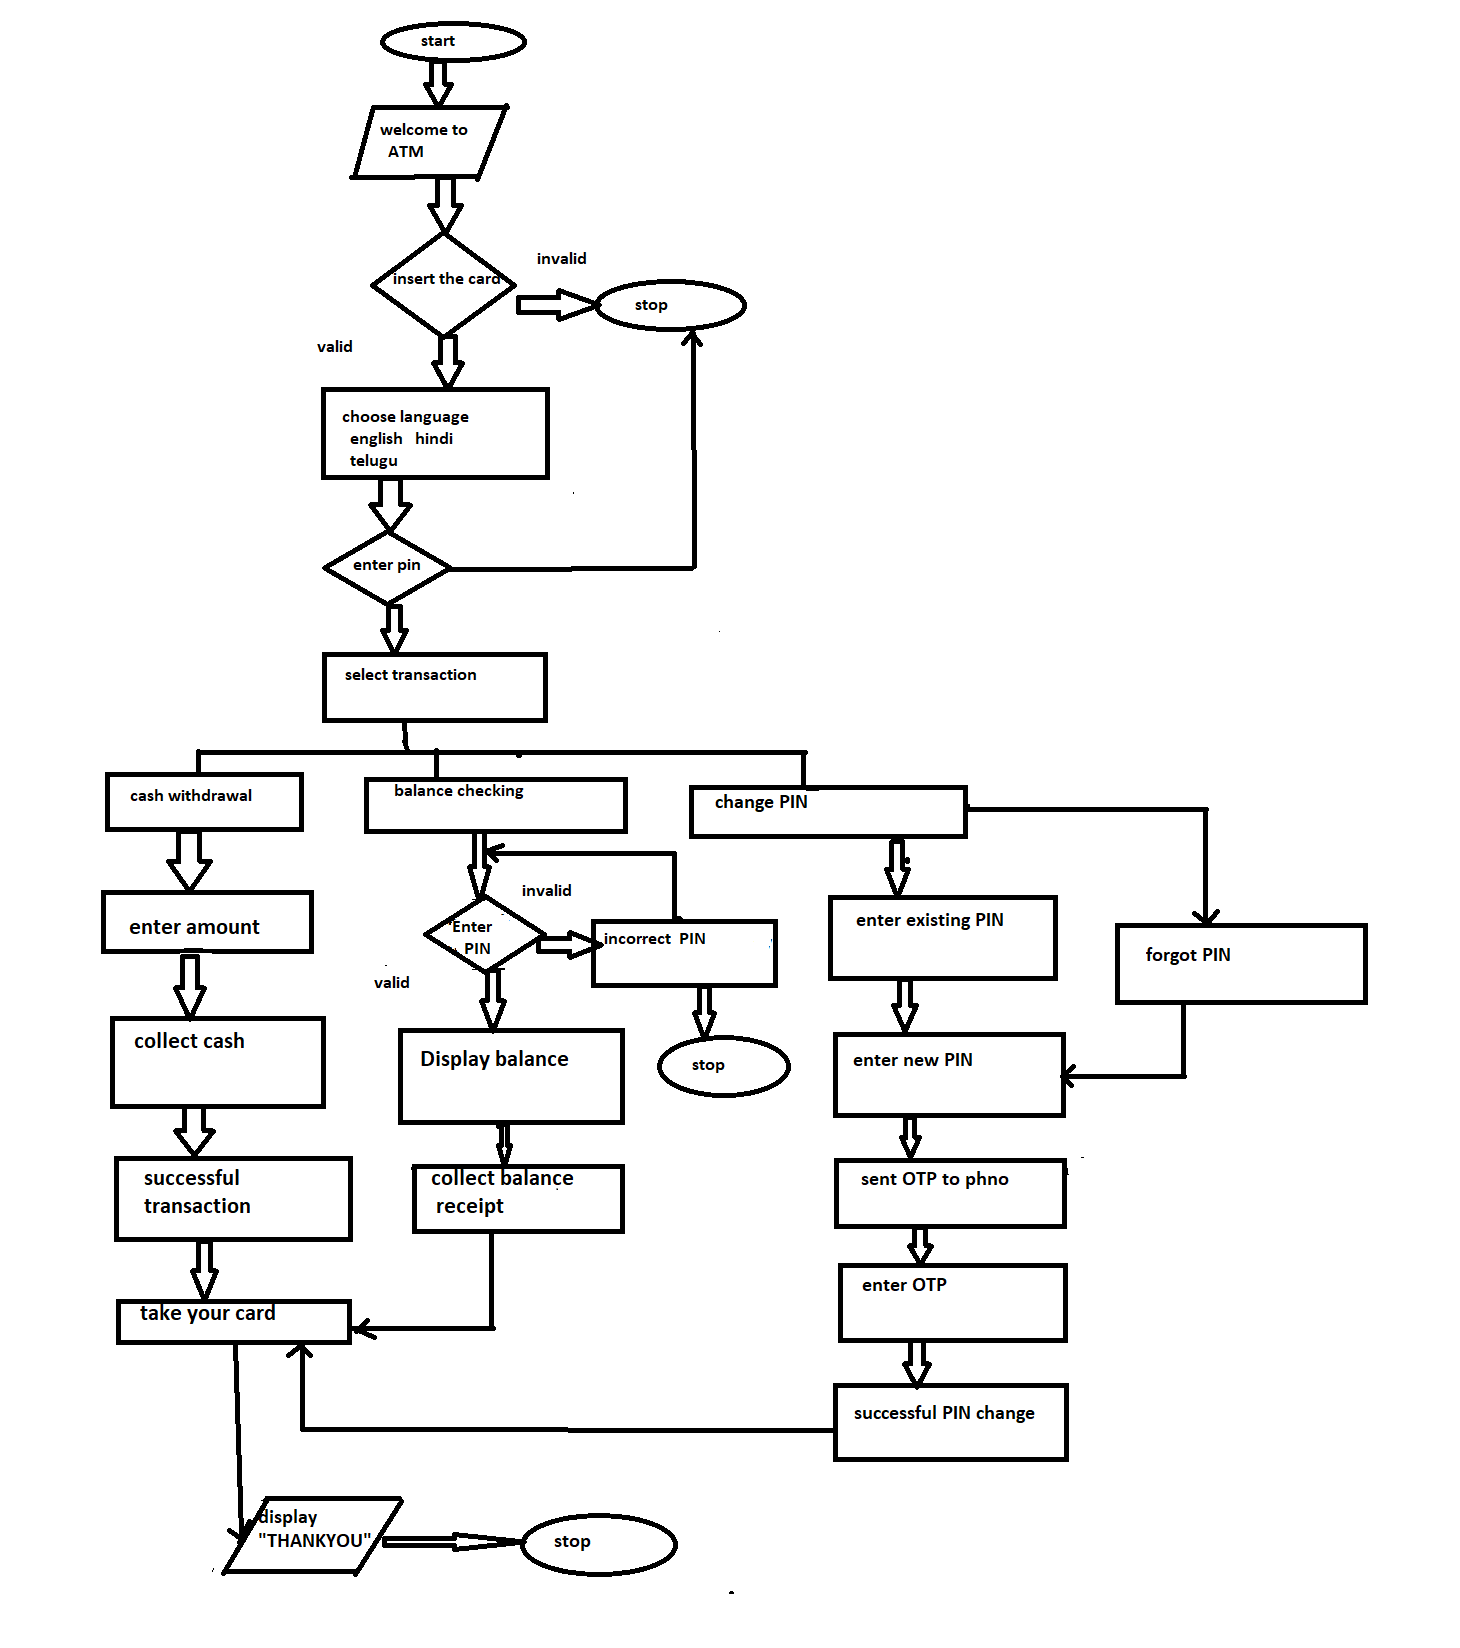 start
welcome to
ATM
insert the card
invalid
stop
valid
choose language
english hindi
telugu
enter pin
select transaction
cash withdrawal
balance checking
change PIN
enter amount
invalid
Enter
PIN
incorrect PIN
valid
enter existing PIN
forgot PIN
collect cash
Display balance
stop
enter new PIN
successful
transaction
collect balance
receipt
sent OTP to phno
take your card
enter OTP
successful PIN change
display
"THANKYOU"
stop